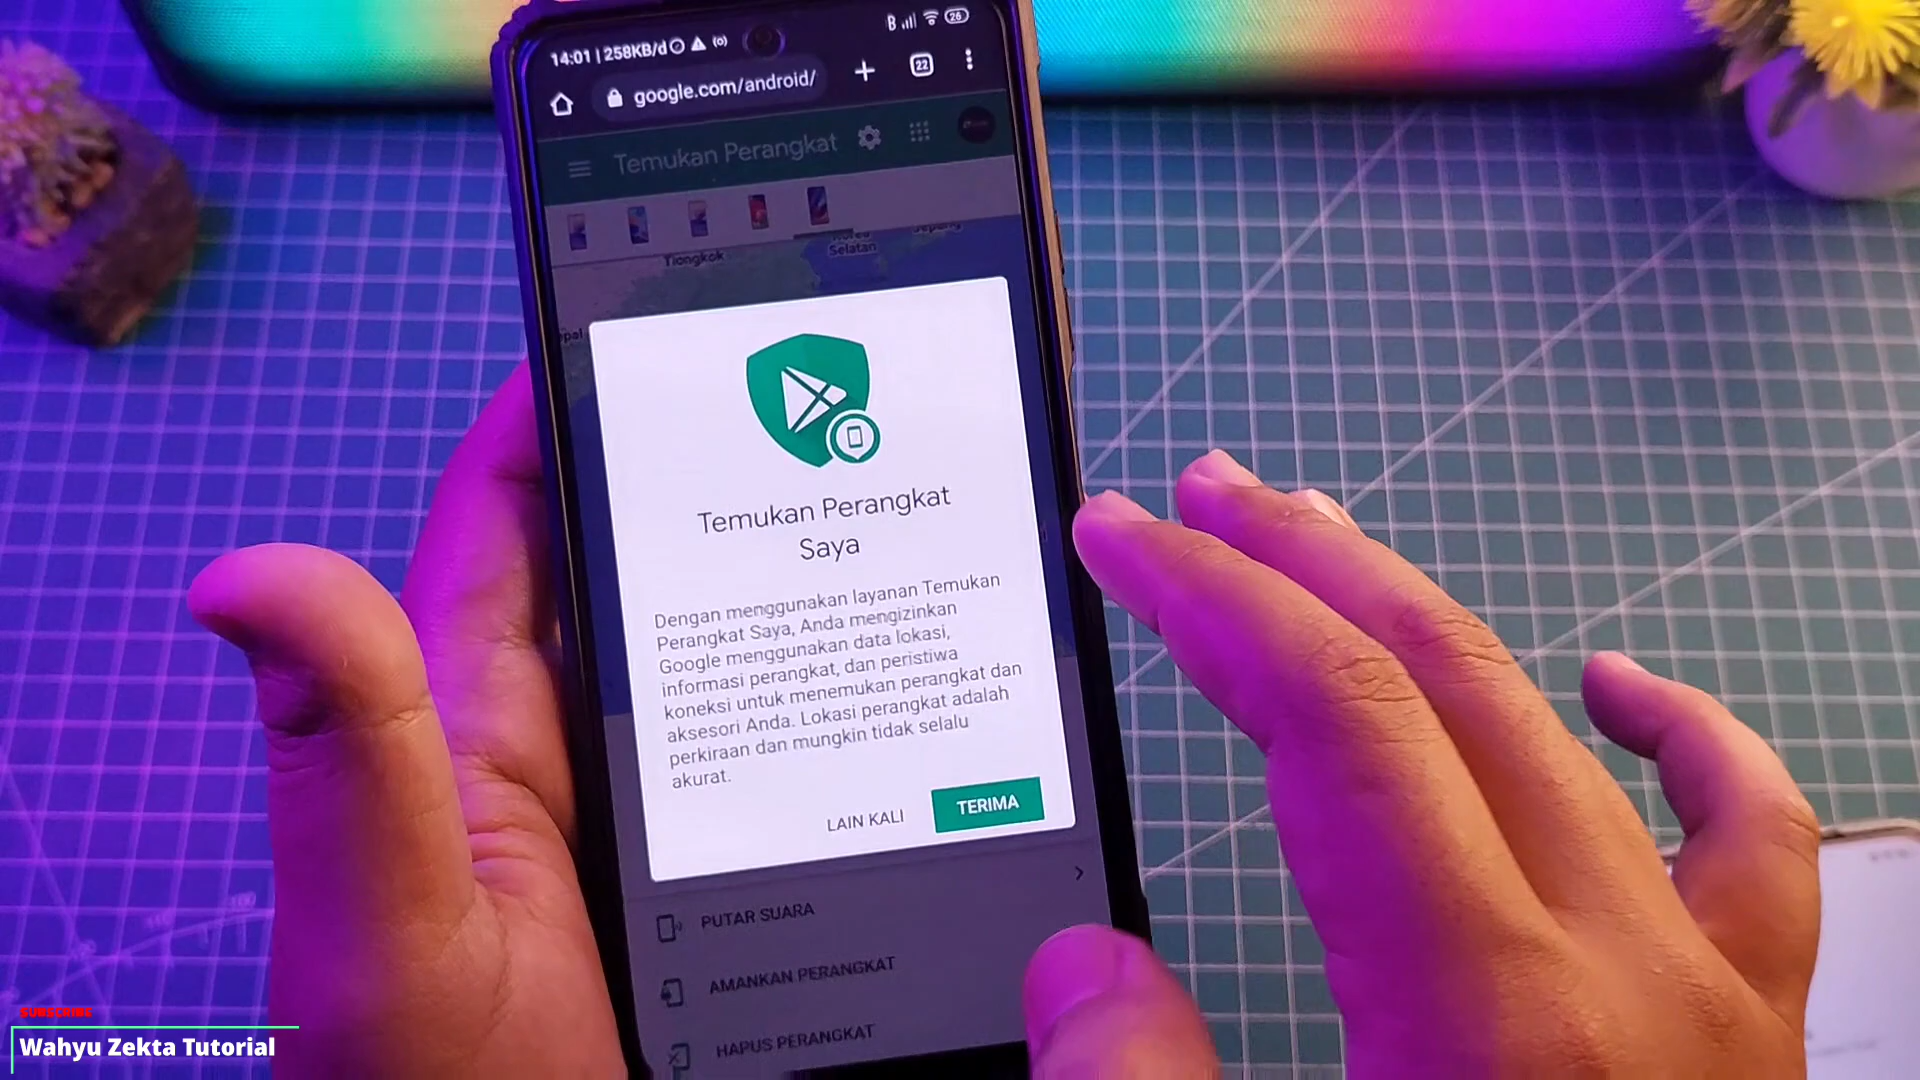 14:01 | 258KB/d
26
google.com/android/
22
Temukan Perangkat
Tiongkok
Selatan
Temukan Perangkat
Saya
Dengan menggunakan layanan Temukan
Perangkat Saya, Anda mengizinkan
Google menggunakan data lokasi,
informasi perangkat, dan peristiwa
koneksi untuk menemukan perangkat dan
aksesori Anda. Lokasi perangkat adalah
perkiraan dan mungkin tidak selalu
akurat.
LAIN KALI
TERIMA
PUTAR SUARA
AMANKAN PERANGKAT
HAPUS PERANGKAT
SUBSCRIBE
Wahyu Zekta Tutorial